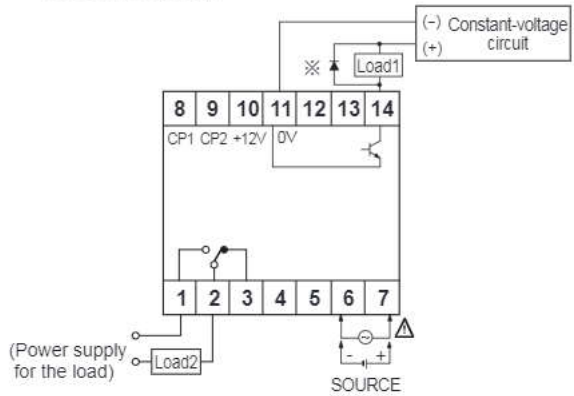 (−) Constant-voltage
(+) circuit
※ Load1
8 9 10 11 12 13 14
CP1 CP2 +12V 0V
1 2 3 4 5 6 7
(Power supply
for the load)
Load2
- +
SOURCE